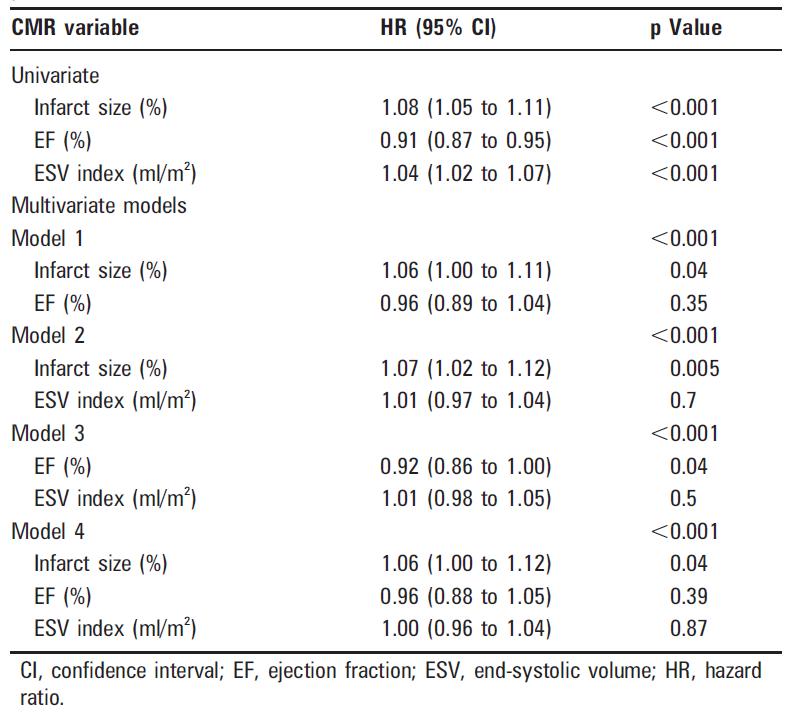 CMR variable HR (95% CI) p Value
Univariate
Infarct size (%) 1.08 (1.05 to 1.11) <0.001
EF (%) 0.91 (0.87 to 0.95) <0.001
ESV index (ml/m²) 1.04 (1.02 to 1.07) <0.001
Multivariate models
Model 1 <0.001
Infarct size (%) 1.06 (1.00 to 1.11) 0.04
EF (%) 0.96 (0.89 to 1.04) 0.35
Model 2 <0.001
Infarct size (%) 1.07 (1.02 to 1.12) 0.005
ESV index (ml/m²) 1.01 (0.97 to 1.04) 0.7
Model 3 <0.001
EF (%) 0.92 (0.86 to 1.00) 0.04
ESV index (ml/m²) 1.01 (0.98 to 1.05) 0.5
Model 4 <0.001
Infarct size (%) 1.06 (1.00 to 1.12) 0.04
EF (%) 0.96 (0.88 to 1.05) 0.39
ESV index (ml/m²) 1.00 (0.96 to 1.04) 0.87
CI, confidence interval; EF, ejection fraction; ESV, end-systolic volume; HR, hazard
ratio.